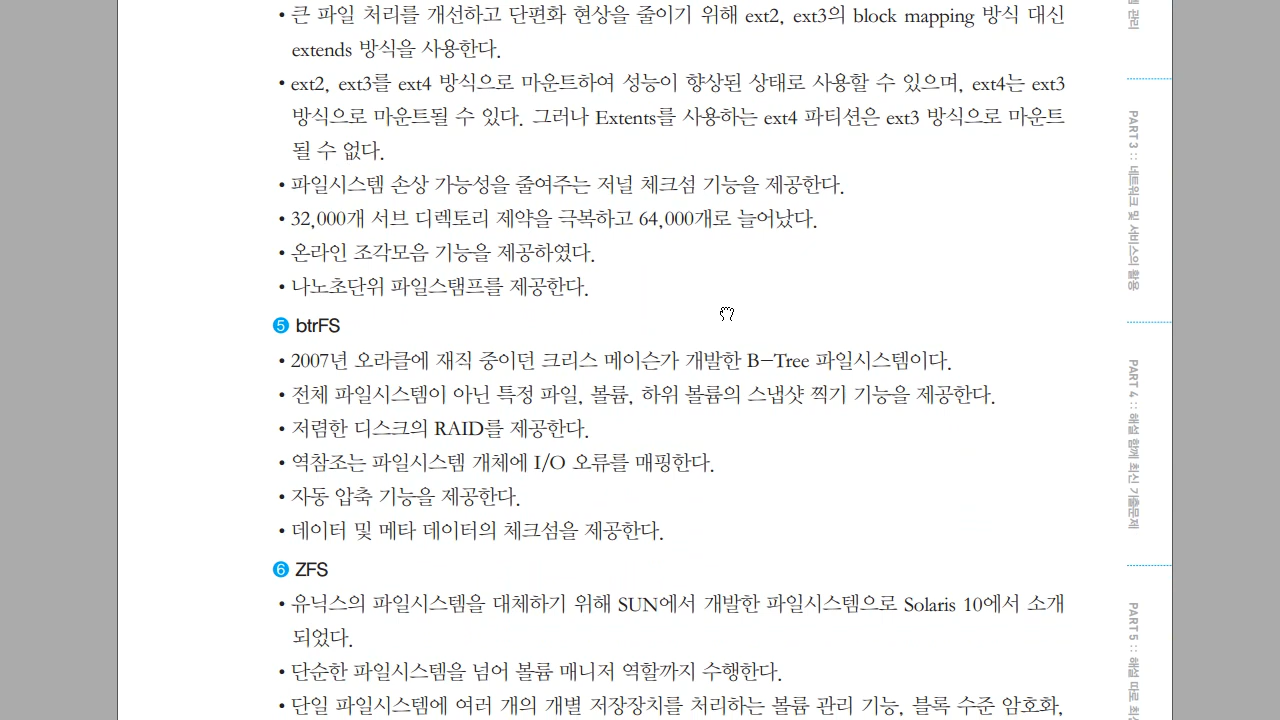 • 큰 파일 처리를 개선하고 단편화 현상을 줄이기 위해 ext2, ext3의 block mapping 방식 대신
extends 방식을 사용한다.
• ext2, ext3를 ext4 방식으로 마운트하여 성능이 향상된 상태로 사용할 수 있으며, ext4는 ext3
방식으로 마운트될 수 있다. 그러나 Extents를 사용하는 ext4 파티션은 ext3 방식으로 마운트
될 수 없다.
• 파일시스템 손상 가능성을 줄여주는 저널 체크섬 기능을 제공한다.
• 32,000개 서브 디렉토리 제약을 극복하고 64,000개로 늘어났다.
• 온라인 조각모음 기능을 제공하였다.
• 나노초단위 파일스탬프를 제공한다.
5 btrFS
• 2007년 오라클에 재직 중이던 크리스 메이슨가 개발한 B-Tree 파일시스템이다.
• 전체 파일시스템이 아닌 특정 파일, 볼륨, 하위 볼륨의 스냅샷 찍기 기능을 제공한다.
• 저렴한 디스크의 RAID를 제공한다.
• 역참조는 파일시스템 개체에 I/O 오류를 매핑한다.
• 자동 압축 기능을 제공한다.
• 데이터 및 메타 데이터의 체크섬을 제공한다.
6 ZFS
• 유닉스의 파일시스템을 대체하기 위해 SUN에서 개발한 파일시스템으로 Solaris 10에서 소개
되었다.
• 단순한 파일시스템을 넘어 볼륨 매니저 역할까지 수행한다.
• 단일 파일시스템의 여러 개의 개별 저장장치를 처리하는 볼륨 관리 기능, 블록 수준 암호화,
관리
PART 3 :: 네트워크 및 서비스의 활용
PART 4 :: 해설 함께 최신 기출문제
PART 5 :: 해설 따로